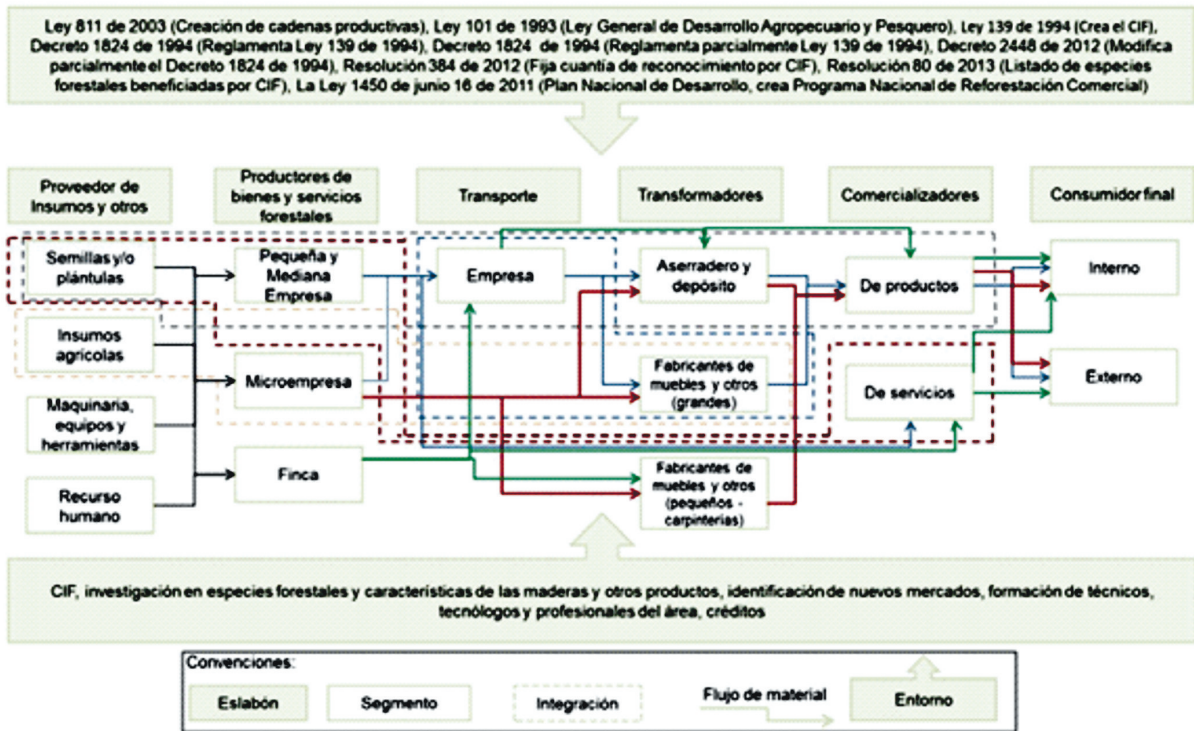 Ley 811 de 2003 (Creación de cadenas productivas), Ley 101 de 1993 (Ley General de Desarrollo Agropecuario y Pesquero), Ley 139 de 1994 (Crea el CIF),
Decreto 1824 de 1994 (Reglamenta Ley 139 de 1994), Decreto 1824 de 1994 (Reglamenta parcialmente Ley 139 de 1994), Decreto 2448 de 2012 (Modifica
parcialmente el Decreto 1824 de 1994), Resolución 384 de 2012 (Fija cuantía de reconocimiento por CIF), Resolución 80 de 2013 (Listado de especies
forestales beneficiadas por CIF), La Ley 1450 de junio 16 de 2011 (Plan Nacional de Desarrollo, crea Programa Nacional de Reforestación Comercial)
Proveedor de
Insumos y otros
Productores de
bienes y servicios
forestales
Transporte
Transformadores
Comercializadores
Consumidor final
Semillas y/o
plántulas
Pequeña y
Mediana
Empresa
Empresa
Aserradero y
depósito
De productos
Interno
Insumos
agrícolas
Microempresa
Fabricantes de
muebles y otros
(grandes)
De servicios
Externo
Maquinaria,
equipos y
herramientas
Finca
Fabricantes de
muebles y otros
(pequeños -
carpinterías)
Recurso
humano
CIF, investigación en especies forestales y características de las maderas y otros productos, identificación de nuevos mercados, formación de técnicos,
tecnólogos y profesionales del área, créditos
Convenciones:
Eslabón
Segmento
Integración
Flujo de material
Entorno